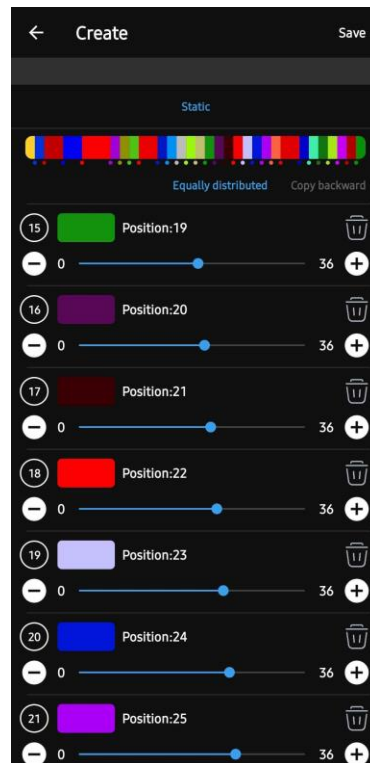 Create Save
Static
Equally distributed Copy backward
15 Position:19
0 36
16 Position:20
0 36
17 Position:21
0 36
18 Position:22
0 36
19 Position:23
0 36
20 Position:24
0 36
21 Position:25
0 36